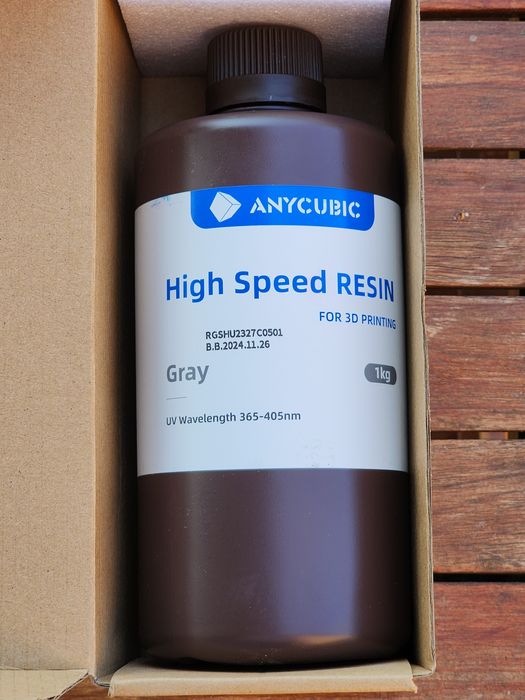 ANYCUBIC
High Speed RESIN
FOR 3D PRINTING
RGSHU2327C0501
B.B.2024.11.26
Gray
1kg
UV Wavelength 365-405nm